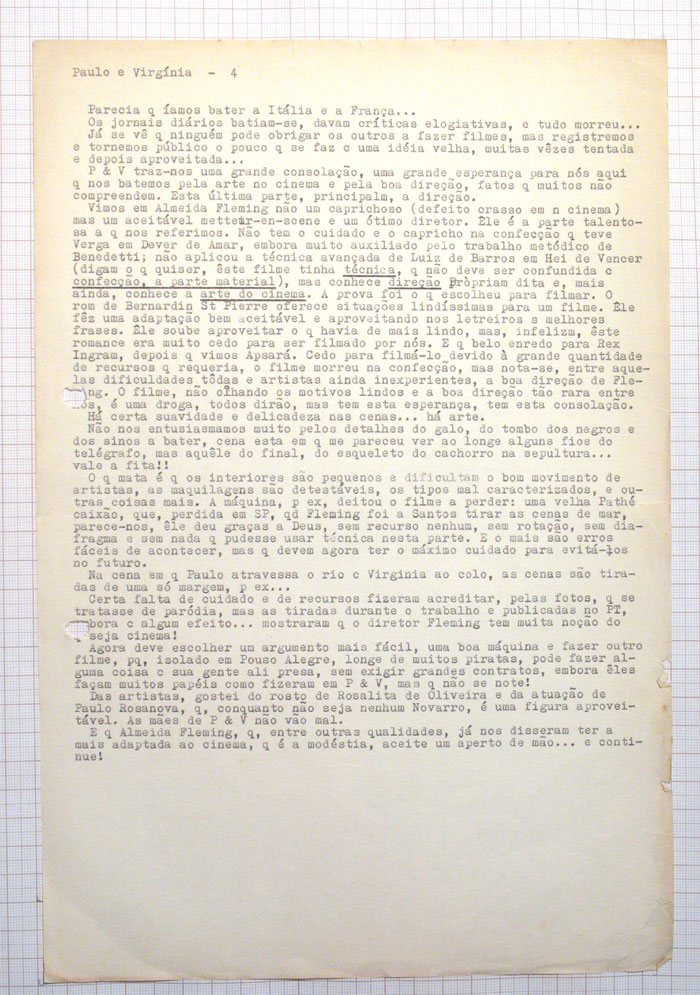 Paulo e Virgínia - 4
Parecia q íamos bater a Itália e a França...
Os jornais diários batiam-se, davam críticas elogiativas, e tudo morreu...
Já se vê q ninguém pode obrigar os outros a fazer filmes, mas registremos
e tornemos público o pouco q se faz c uma idéia velha, muitas vêzes tentada
e depois aproveitada...
P & V traz-nos uma grande consolação, uma grande esperança para nós aqui
q nos batemos pela arte no cinema e pela boa direção, fatos q muitos não
compreendem. Esta última parte, principalm, a direção.
Vimos em Almeida Fleming não um caprichoso (defeito crasso em n cinema)
mas um aceitável metteur-en-scene e um ótimo diretor. Êle é a parte talento-
sa a q nos referimos. Não tem o cuidado e o capricho na confecção q teve
Verga em Dever de Amar, embora muito auxiliado pelo trabalho metódico de
Benedetti; não aplicou a técnica avançada de Luiz de Barros em Hei de Vencer
(digam o q quiser, êste filme tinha técnica, q não deve ser confundida c
confecção, a parte material), mas conhece direção pròpriam dita e, mais
ainda, conhece a arte do cinema. A prova foi o q escolheu para filmar. O
rom de Bernardin St Pierre oferece situações lindíssimas para um filme. Êle
fêz uma adaptação bem aceitável e aproveitando nos letreiros s melhores
frases. Êle soube aproveitar o q havia de mais lindo, mas, infelizm, êste
romance era muito cedo para ser filmado por nós. E q belo enredo para Rex
Ingram, depois q vimos Apsará. Cedo para filmá-lo devido à grande quantidade
de recursos q requeria, o filme morreu na confecção, mas nota-se, entre aque-
las dificuldades tôdas e artistas ainda inexperientes, a boa direção de Fle-
ng. O filme, não olhando os motivos lindos e a boa direção tão rara entre
nós, é uma droga, todos dirão, mas tem esta esperança, tem esta consolação.
Há certa suavidade e delicadeza nas cenas... há arte.
Não nos entusiasmamos muito pelos detalhes do galo, do tombo dos negros e
dos sinos a bater, cena esta em q me pareceu ver ao longe alguns fios do
telégrafo, mas aquêle do final, do esqueleto do cachorro na sepultura...
vale a fita!!
O q mata é q os interiores são pequenos e dificultam o bom movimento de
artistas, as maquilagens são detestáveis, os tipos mal caracterizados, e ou-
tras coisas mais. A máquina, p ex, deitou o filme a perder: uma velha Pathé
caixão, que, perdida em SP, qd Fleming foi a Santos tirar as cenas de mar,
parece-nos, êle deu graças a Deus, sem recurso nenhum, sem rotação, sem dia-
fragma e sem nada q pudesse usar técnica nesta parte. E o mais são erros
fáceis de acontecer, mas q devem agora ter o máximo cuidado para evitá-los
no futuro.
Na cena em q Paulo atravessa o rio c Virgínia ao colo, as cenas são tira-
das de uma só margem, p ex...
Certa falta de cuidado e de recursos fizeram acreditar, pelas fotos, q se
tratasse de paródia, mas as tiradas durante o trabalho e publicadas no PT,
mbora c algum efeito... mostraram q o diretor Fleming tem muita noção do
seja cinema!
Agora deve escolher um argumento mais fácil, uma boa máquina e fazer outro
filme, pq, isolado em Pouso Alegre, longe de muitos piratas, pode fazer al-
guma coisa c sua gente ali presa, sem exigir grandes contratos, embora êles
façam muitos papéis como fizeram em P & V, mas q não se note!
Das artistas, gostei do rosto de Rosalita de Oliveira e da atuação de
Paulo Rosanova, q, conquanto não seja nenhum Novarro, é uma figura aprovei-
tável. As mães de P & V não vão mal.
E q Almeida Fleming, q, entre outras qualidades, já nos disseram ter a
mais adaptada ao cinema, q é a modéstia, aceite um aperto de mão... e conti-
nue!